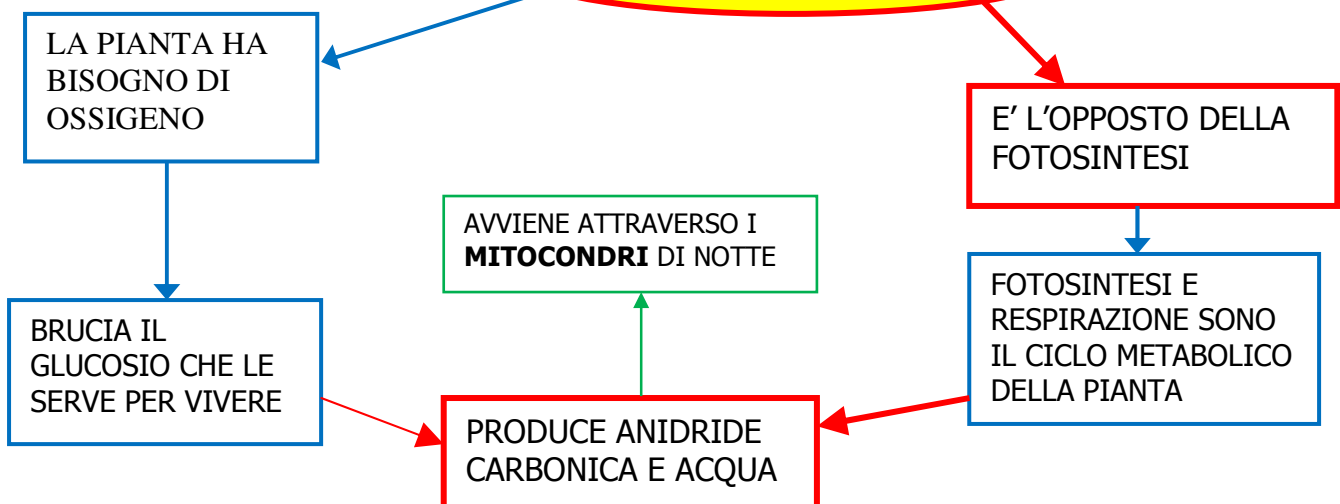 LA PIANTA HA
BISOGNO DI
OSSIGENO
E’ L’OPPOSTO DELLA
FOTOSINTESI
AVVIENE ATTRAVERSO I
MITOCONDRI DI NOTTE
BRUCIA IL
GLUCOSIO CHE LE
SERVE PER VIVERE
FOTOSINTESI E
RESPIRAZIONE SONO
IL CICLO METABOLICO
DELLA PIANTA
PRODUCE ANIDRIDE
CARBONICA E ACQUA